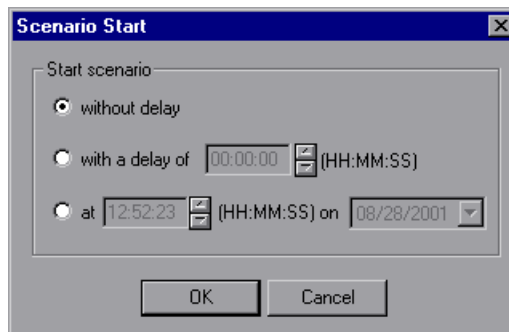 Scenario Start
Start scenario
without delay
with a delay of 00:00:00 (HH:MM:SS)
at 12:52:23 (HH:MM:SS) on 08/28/2001
OK Cancel